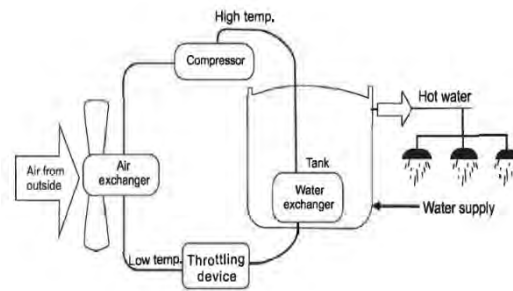 High temp.
Compressor
Hot water
Air from
outside
Air
exchanger
Tank
Water
exchanger
Water supply
Low temp.
Throttling
device